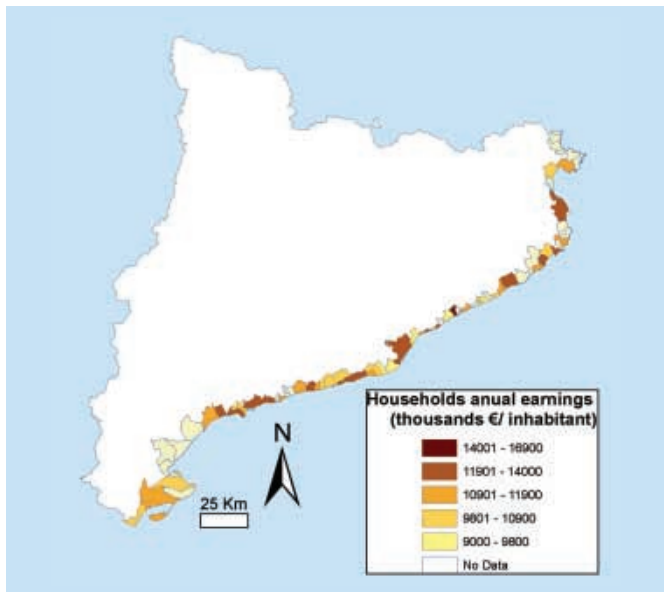 Households anual earnings
(thousands €/ inhabitant)
14001 - 16900
11901 - 14000
10901 - 11900
9801 - 10900
9000 - 9800
No Data
N
25 Km